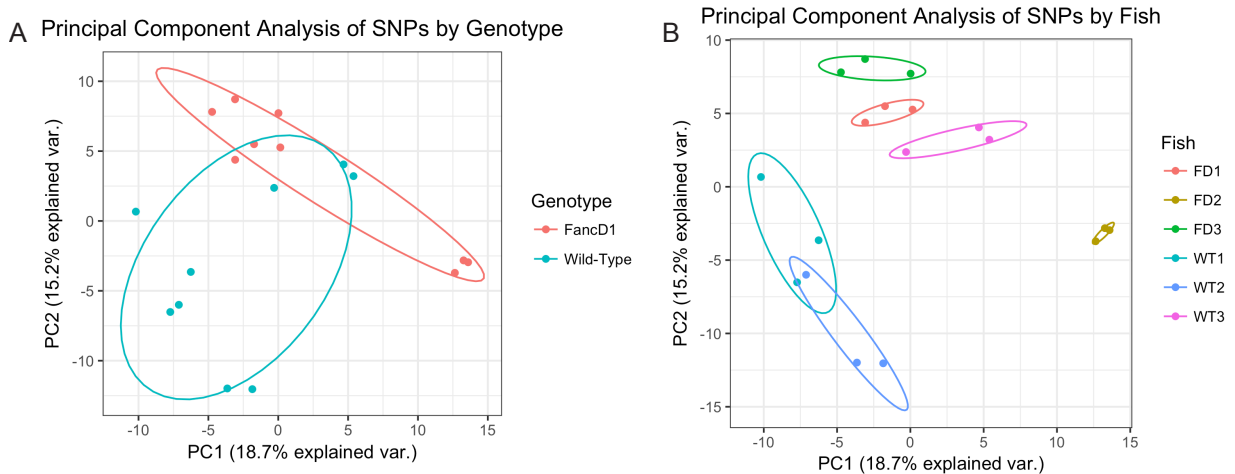 A
Principal Component Analysis of SNPs by Genotype
10
5
0
-5
-10
PC2 (15.2% explained var.)
-10
-5
0
5
10
15
PC1 (18.7% explained var.)
Genotype
FancD1
Wild-Type
B
Principal Component Analysis of SNPs by Fish
10
5
0
-5
-10
-15
PC2 (15.2% explained var.)
-10
-5
0
5
10
15
PC1 (18.7% explained var.)
Fish
FD1
FD2
FD3
WT1
WT2
WT3